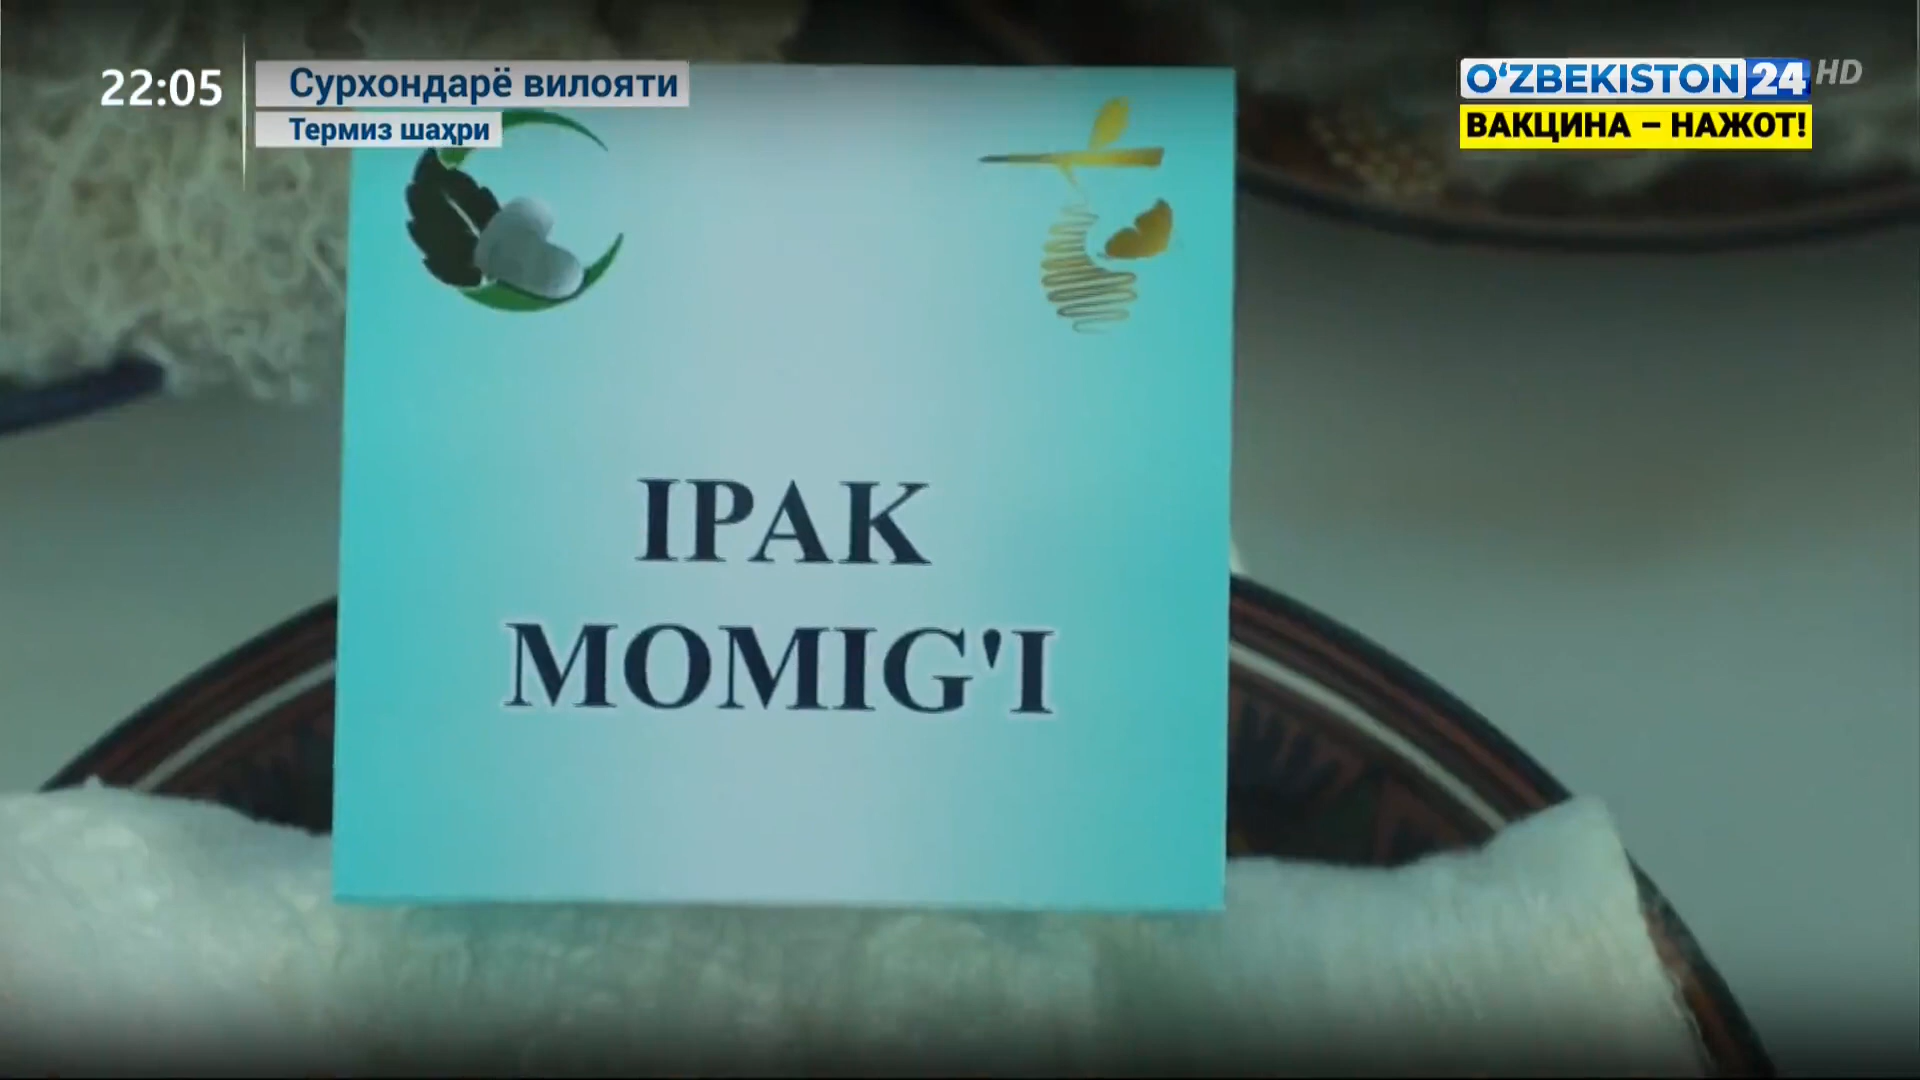 22:05
Сурхондарё вилояти
Термиз шаҳри
O‘ZBEKISTON 24 HD
ВАКЦИНА – НАЖОТ!
IPAK
MOMIG'I